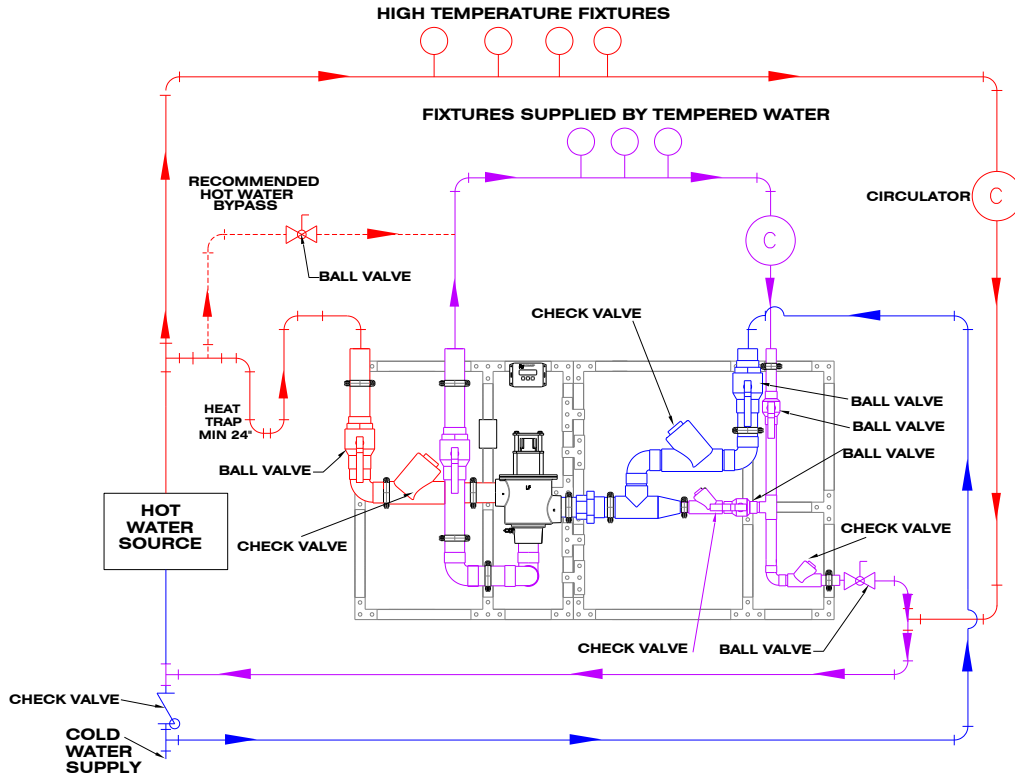 HIGH TEMPERATURE FIXTURES
FIXTURES SUPPLIED BY TEMPERED WATER
RECOMMENDED
HOT WATER
BYPASS
CIRCULATOR
C
C
BALL VALVE
CHECK VALVE
HEAT
TRAP
MIN 24"
BALL VALVE
BALL VALVE
BALL VALVE
BALL VALVE
LF
HOT
WATER
SOURCE
CHECK VALVE
CHECK VALVE
CHECK VALVE
BALL VALVE
CHECK VALVE
COLD
WATER
SUPPLY